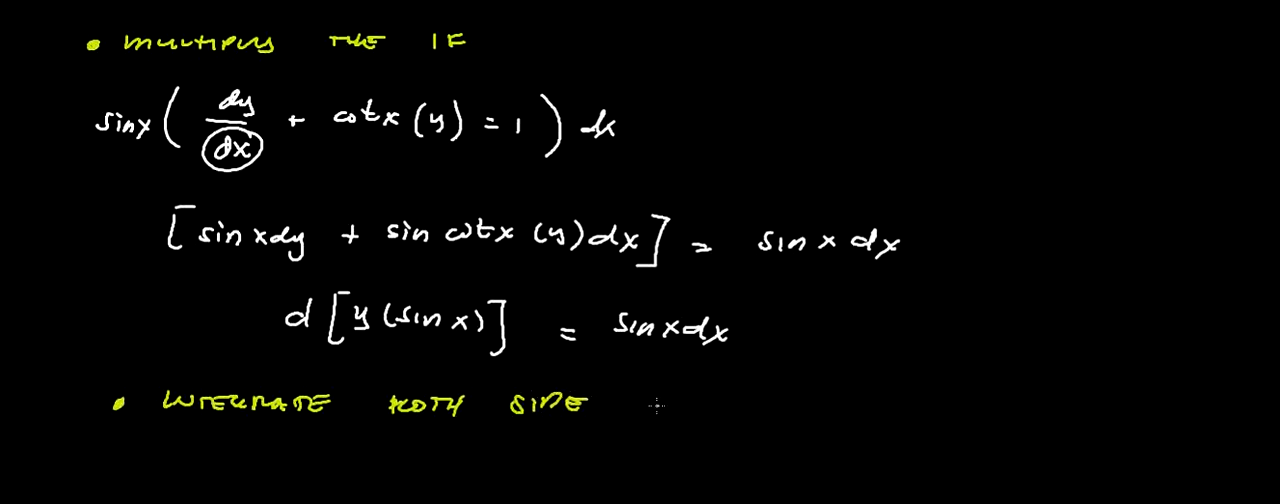 • MULTIPLY THE IF
sinx ( dy/dx + cotx (y) = 1 ) dx
[ sin x dy + sin cotx (y) dx ] = sin x dx
d [ y (sin x) ] = sin x dx
• INTEGRATE BOTH SIDE